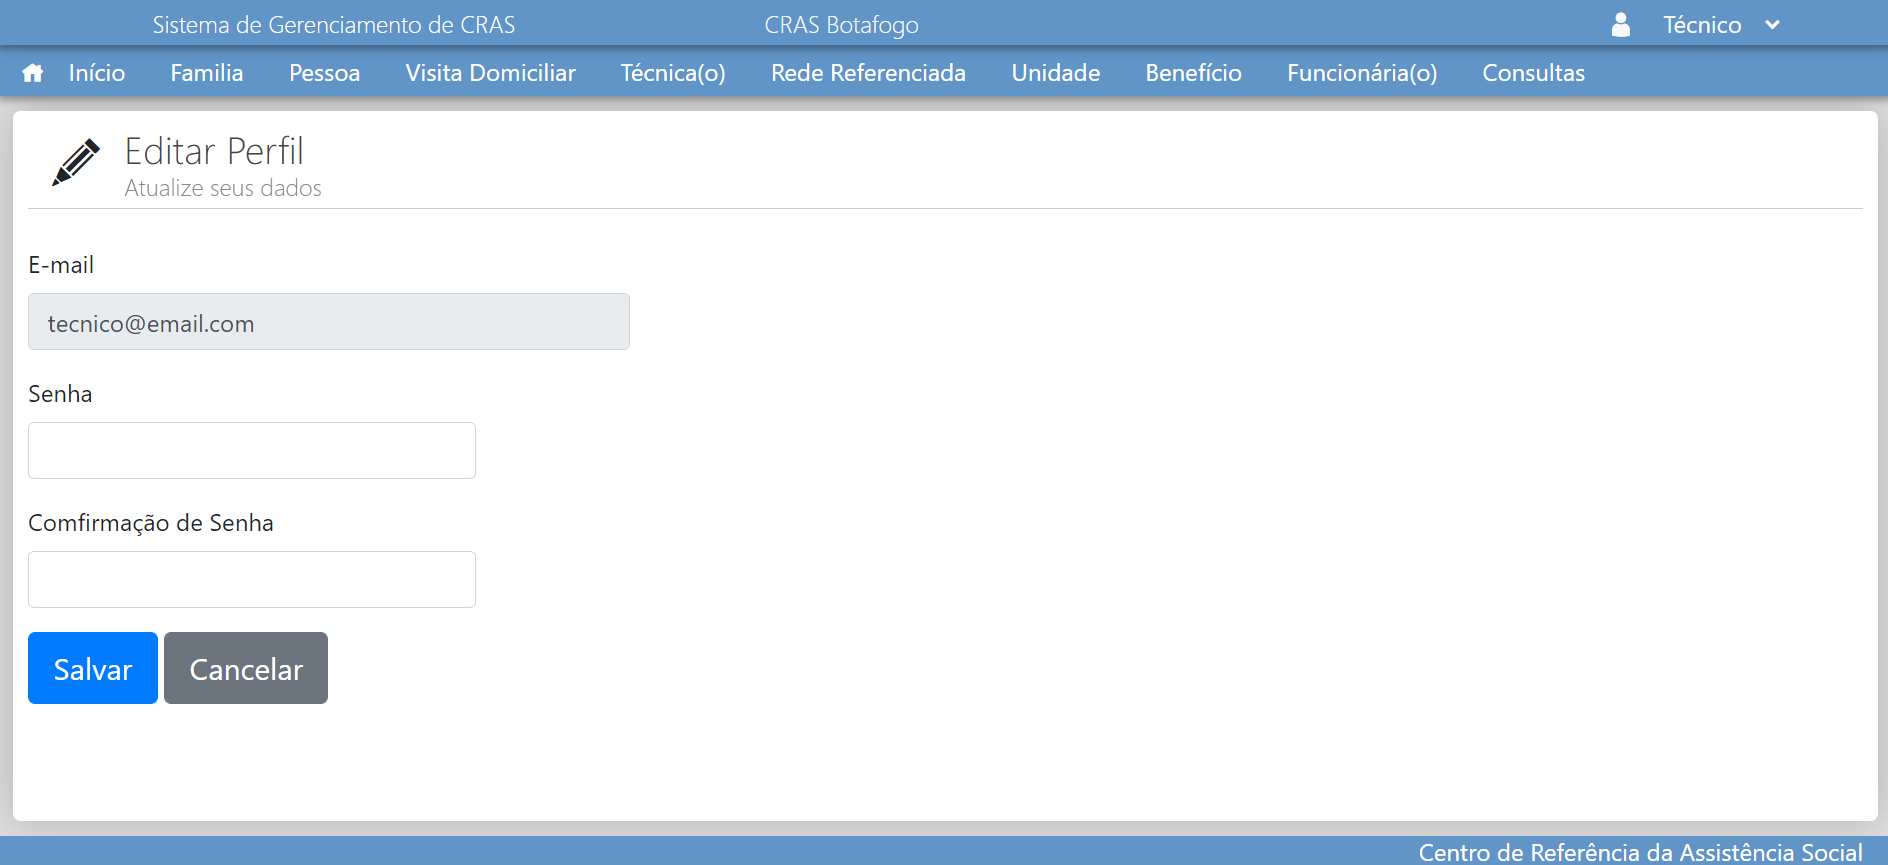 Sistema de Gerenciamento de CRAS CRAS Botafogo Técnico
Início Familia Pessoa Visita Domiciliar Técnica(o) Rede Referenciada Unidade Benefício Funcionária(o) Consultas
Editar Perfil
Atualize seus dados
E-mail
tecnico@email.com
Senha
Comfirmação de Senha
Salvar Cancelar
Centro de Referência da Assistência Social